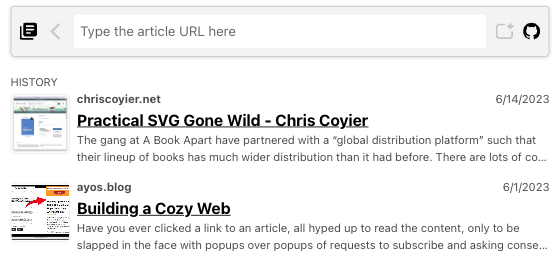 Type the article URL here
HISTORY
chriscoyier.net 6/14/2023
Practical SVG Gone Wild - Chris Coyier
The gang at A Book Apart have partnered with a “global distribution platform” such that
their lineup of books has much wider distribution than it had before. There are lots of co...
ayos.blog 6/1/2023
Building a Cozy Web
Have you ever clicked a link to an article, all hyped up to read the content, only to be
slapped in the face with popups over popups of requests to subscribe and asking conse...